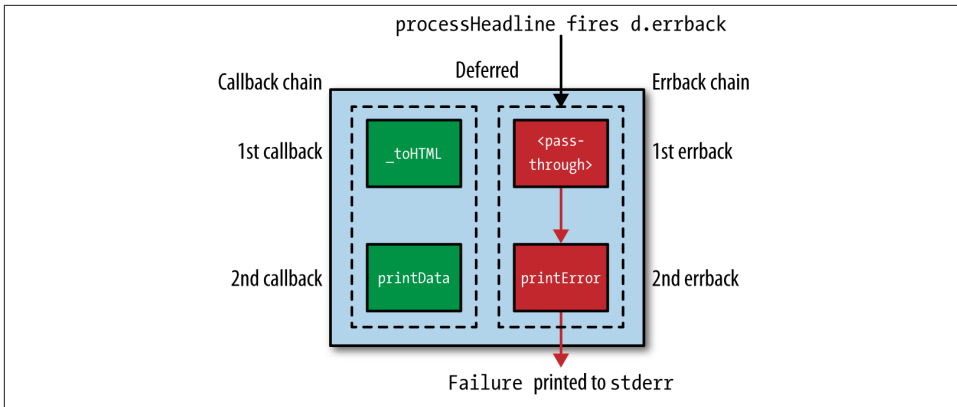 processHeadline fires d.errback
Callback chain
Deferred
Errback chain
1st callback
_toHTML
<pass-
through>
1st errback
2nd callback
printData
printError
2nd errback
Failure printed to stderr